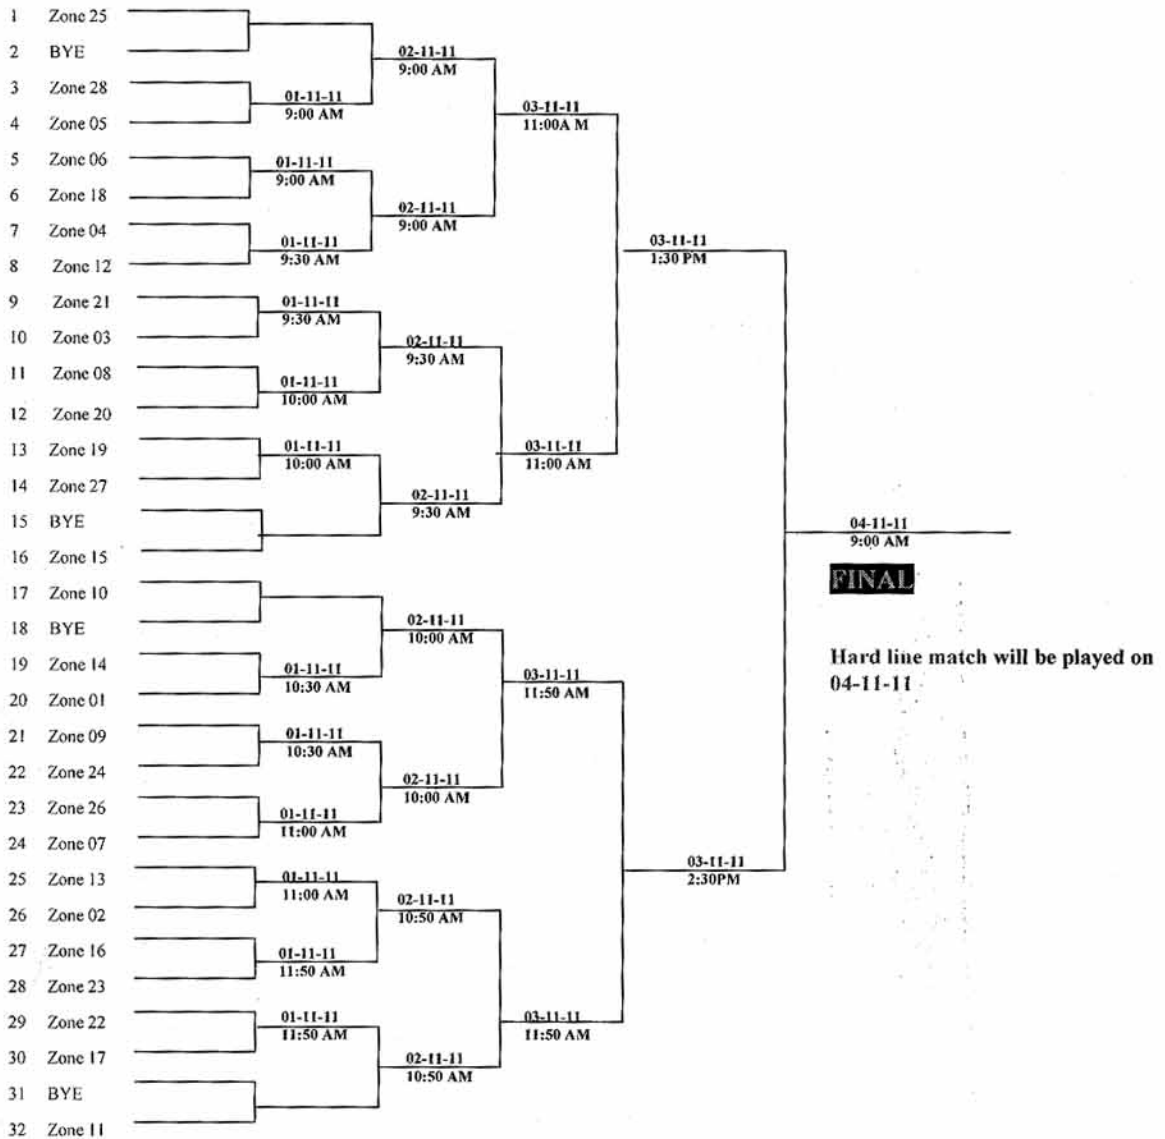 1 Zone 25
2 BYE
02-11-11
9:00 AM
3 Zone 28
01-11-11
9:00 AM
4 Zone 05
03-11-11
11:00A M
5 Zone 06
01-11-11
9:00 AM
6 Zone 18
02-11-11
9:00 AM
7 Zone 04
01-11-11
9:30 AM
8 Zone 12
03-11-11
1:30 PM
9 Zone 21
01-11-11
9:30 AM
10 Zone 03
02-11-11
9:30 AM
11 Zone 08
01-11-11
10:00 AM
12 Zone 20
13 Zone 19
01-11-11
10:00 AM
03-11-11
11:00 AM
14 Zone 27
02-11-11
9:30 AM
15 BYE
16 Zone 15
04-11-11
9:00 AM
FINAL
17 Zone 10
18 BYE
02-11-11
10:00 AM
19 Zone 14
01-11-11
10:30 AM
03-11-11
11:50 AM
Hard line match will be played on
04-11-11
20 Zone 01
21 Zone 09
01-11-11
10:30 AM
22 Zone 24
02-11-11
10:00 AM
23 Zone 26
01-11-11
11:00 AM
24 Zone 07
03-11-11
2:30PM
25 Zone 13
01-11-11
11:00 AM
26 Zone 02
02-11-11
10:50 AM
27 Zone 16
01-11-11
11:50 AM
28 Zone 23
29 Zone 22
01-11-11
11:50 AM
03-11-11
11:50 AM
30 Zone 17
02-11-11
10:50 AM
31 BYE
32 Zone 11